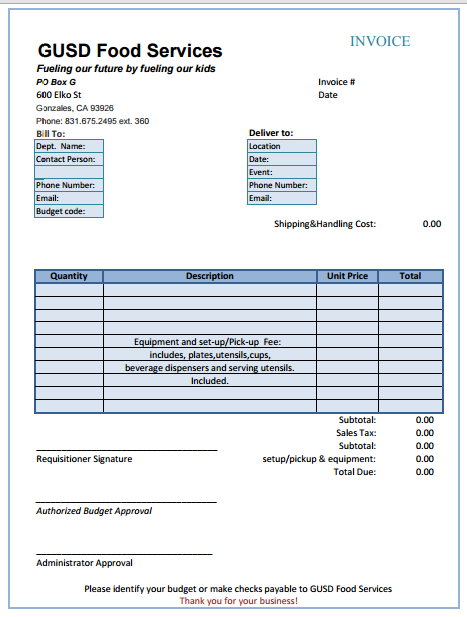 INVOICE
GUSD Food Services
Fueling our future by fueling our kids
PO Box G
Invoice #
600 Elko St
Date
Gonzales, CA 93926
Phone: 831.675.2495 ext. 360
Bill To:
Deliver to:
Dept. Name:
Location
Contact Person:
Date:
Event:
Phone Number:
Phone Number:
Email:
Email:
Budget code:
Shipping&Handling Cost: 0.00
Quantity Description Unit Price Total
Equipment and set-up/Pick-up Fee:
includes, plates,utensils,cups,
beverage dispensers and serving utensils.
Included.
Subtotal: 0.00
Sales Tax: 0.00
Subtotal: 0.00
Requisitioner Signature
setup/pickup & equipment: 0.00
Total Due: 0.00
Authorized Budget Approval
Administrator Approval
Please identify your budget or make checks payable to GUSD Food Services
Thank you for your business!